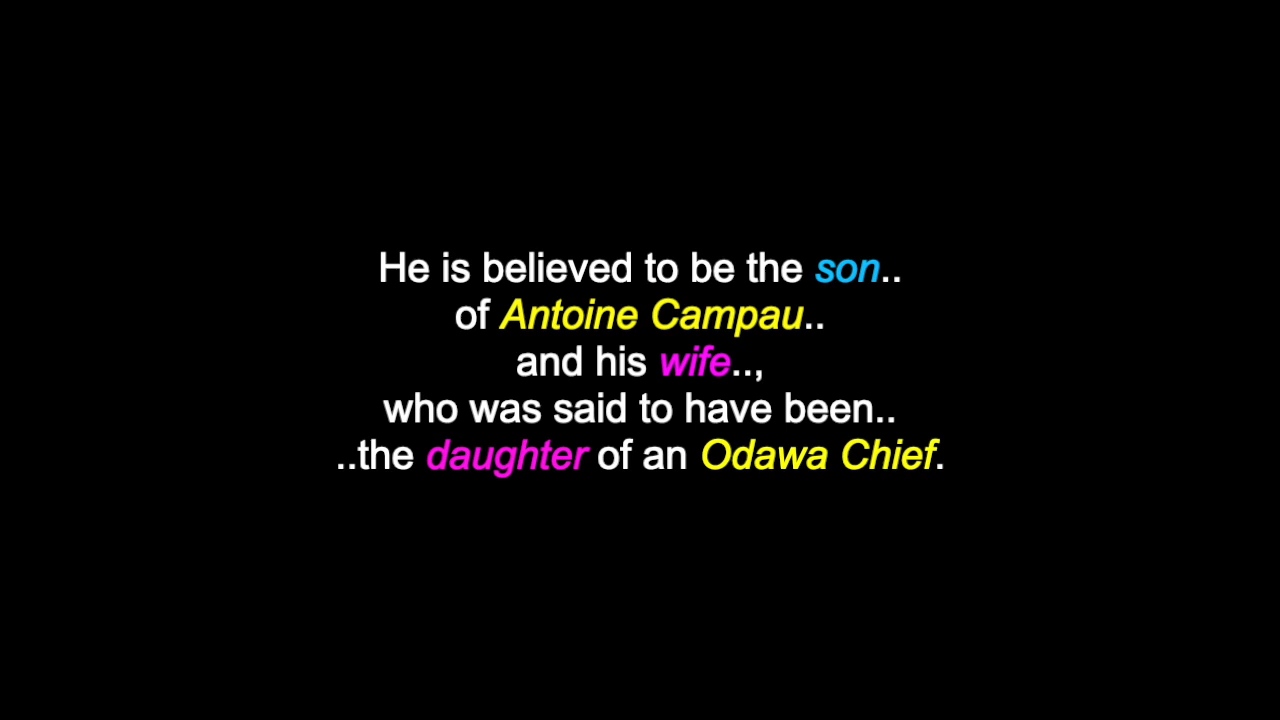 He is believed to be the son..
of Antoine Campau..
and his wife..,
who was said to have been..
..the daughter of an Odawa Chief.